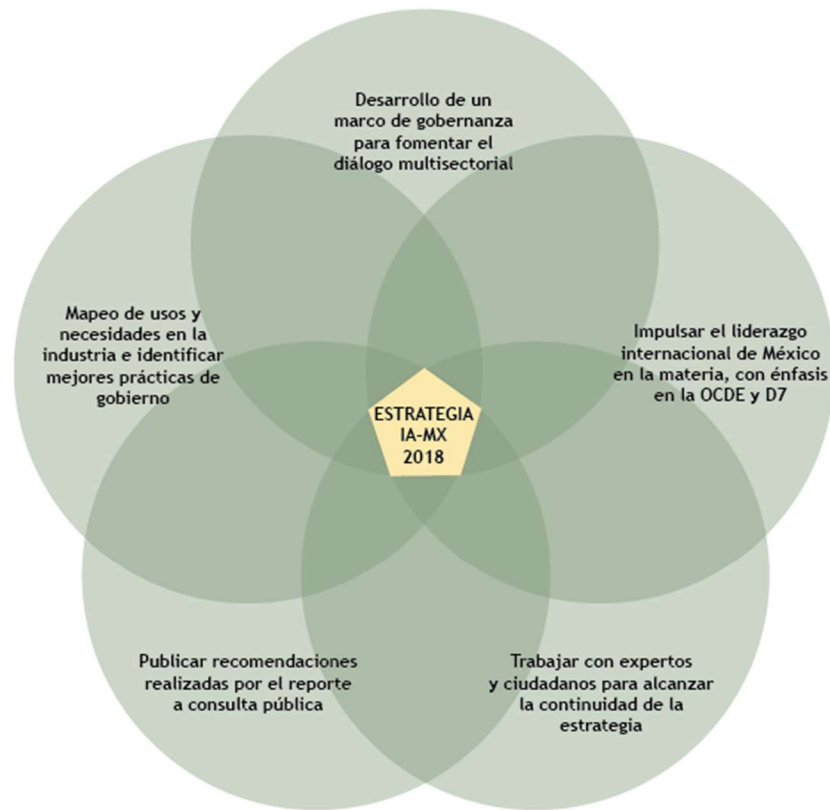 Desarrollo de un
marco de gobernanza
para fomentar el
diálogo multisectorial
Mapeo de usos y
necesidades en la
industria e identificar
mejores prácticas de
gobierno
Impulsar el liderazgo
internacional de México
en la materia, con énfasis
en la OCDE y D7
ESTRATEGIA
IA-MX
2018
Publicar recomendaciones
realizadas por el reporte
a consulta pública
Trabajar con expertos
y ciudadanos para alcanzar
la continuidad de la
estrategia